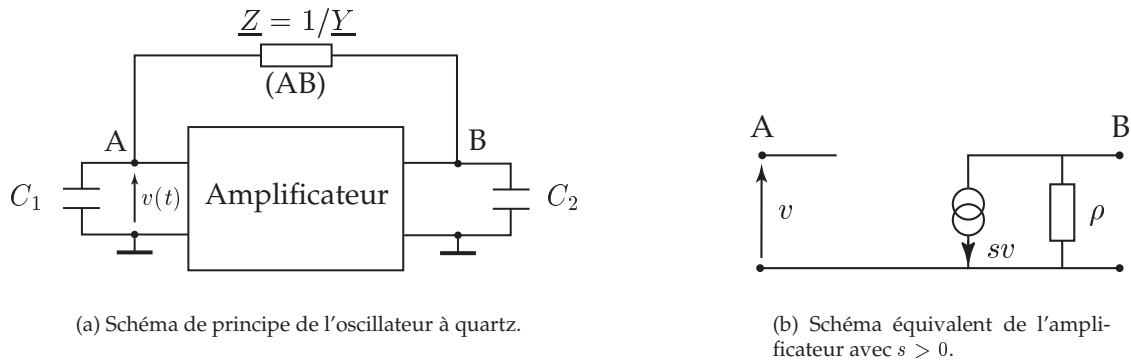 Z = 1/Y
(AB)
A
B
C₁
v(t)
Amplificateur
C₂
A
B
v
sv
ρ
(a) Schéma de principe de l'oscillateur à quartz.
(b) Schéma équivalent de l'ampli-
ficateur avec s > 0.